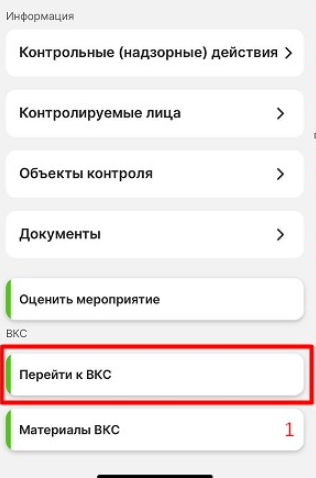 Информация
Контрольные (надзорные) действия
Контролируемые лица
Объекты контроля
Документы
Оценить мероприятие
ВКС
Перейти к ВКС
Материалы ВКС 1